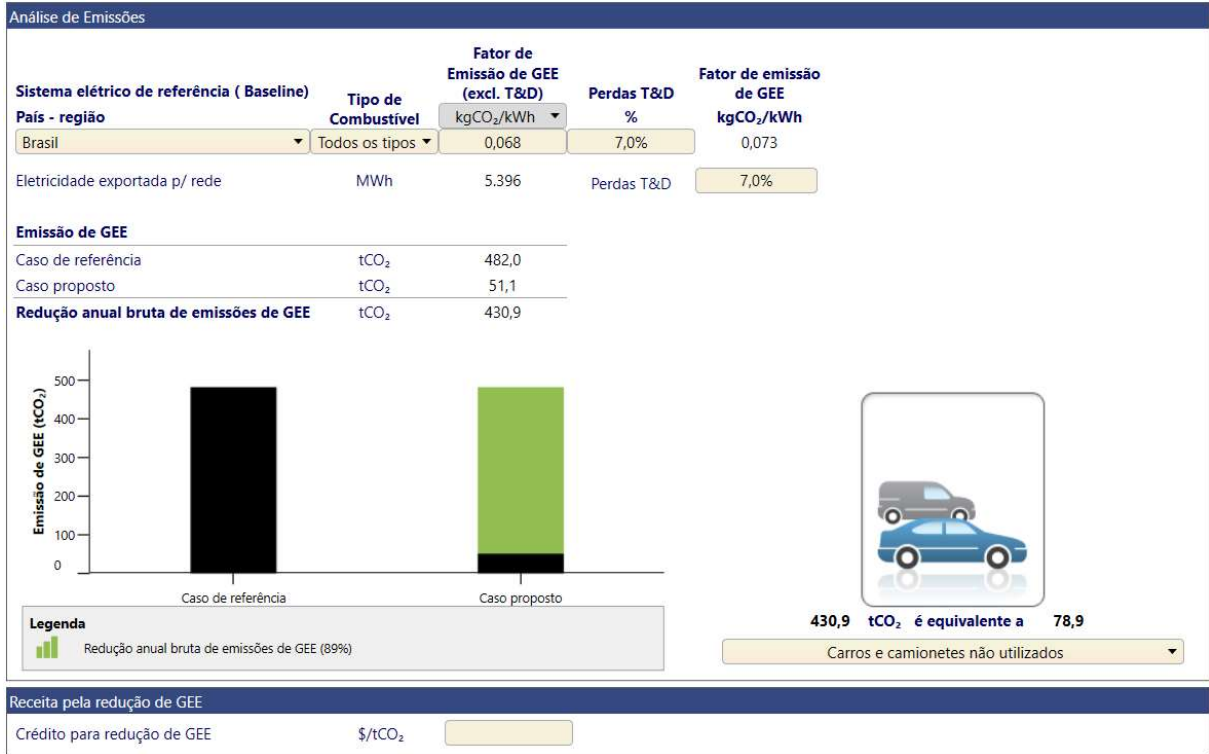 Análise de Emissões
Fator de
Emissão de GEE
(excl. T&D)
Perdas T&D
Fator de emissão
de GEE
Sistema elétrico de referência ( Baseline)
Tipo de
Combustível
País - região
kgCO₂/kWh
%
kgCO₂/kWh
Brasil
Todos os tipos
0,068
7,0%
0,073
Eletricidade exportada p/ rede
MWh
5.396
Perdas T&D
7,0%
Emissão de GEE
Caso de referência
tCO₂
482,0
Caso proposto
tCO₂
51,1
Redução anual bruta de emissões de GEE
tCO₂
430,9
Emissão de GEE (tCO₂)
500
400
300
200
100
0
Caso de referência
Caso proposto
Legenda
Redução anual bruta de emissões de GEE (89%)
430,9 tCO₂ é equivalente a 78,9
Carros e camionetes não utilizados
Receita pela redução de GEE
Crédito para redução de GEE
$/tCO₂